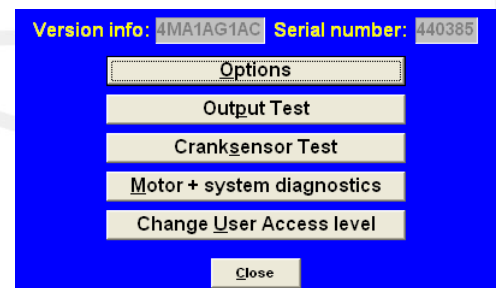 Version info: 4MA1AG1AC Serial number: 440385
Options
Output Test
Cranksensor Test
Motor + system diagnostics
Change User Access level
Close